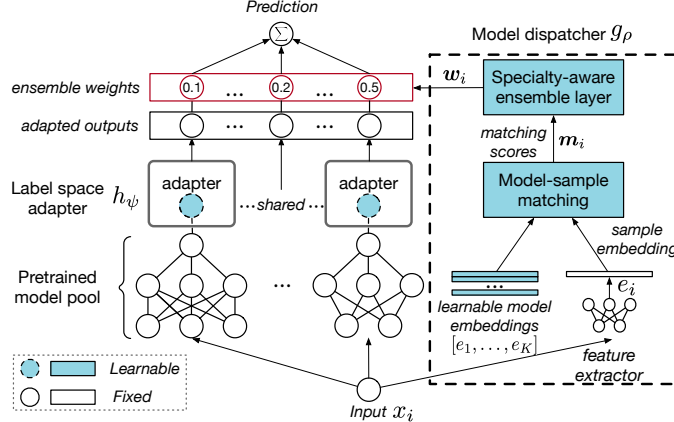 Prediction
Σ
Model dispatcher gρ
ensemble weights
0.1 ... 0.2 ... 0.5
wᵢ
Specialty-aware
ensemble layer
adapted outputs
... ...
matching
scores
mᵢ
Label space
adapter
hψ
adapter
...shared...
adapter
Model-sample
matching
sample
embedding
Pretrained
model pool
...
...
eᵢ
learnable model
embeddings
[e₁, . . . , e_K]
feature
extractor
Learnable
Fixed
Input xᵢ